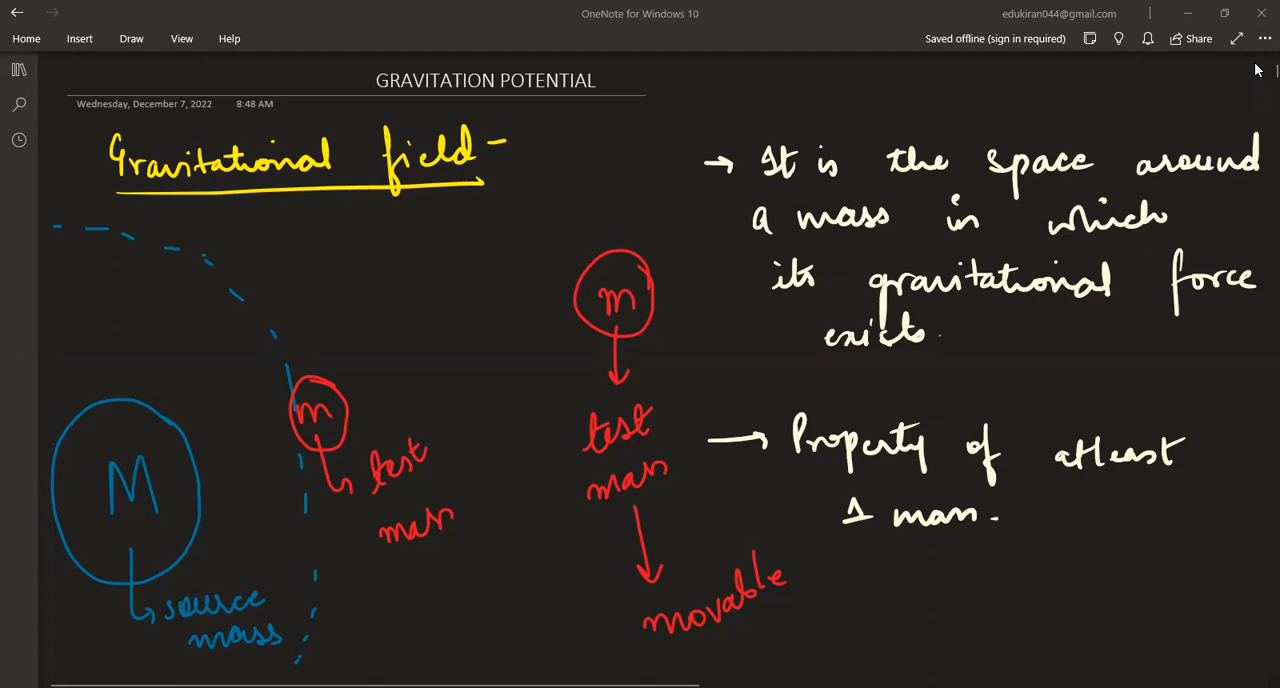 OneNote for Windows 10
edukiran044@gmail.com
Home Insert Draw View Help
Saved offline (sign in required)
Share
GRAVITATION POTENTIAL
Wednesday, December 7, 2022 8:48 AM
Gravitational field -
→ It is the space around
a mass in which
its gravitational force
exists.
m
test
mass
movable
M
source
mass
m
test
mass
→ Property of atleast
1 mass.